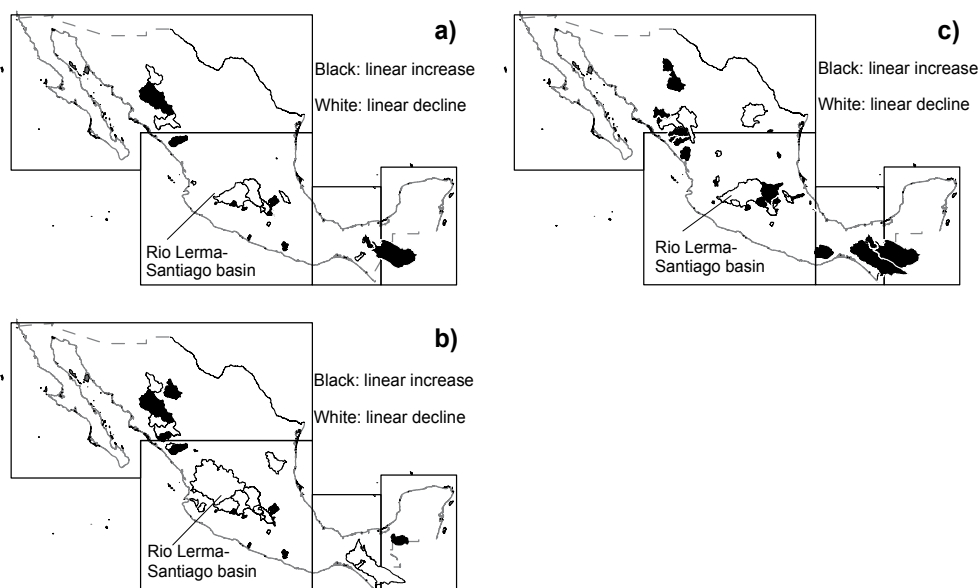 a)
Black: linear increase
White: linear decline
Rio Lerma-
Santiago basin
c)
Black: linear increase
White: linear decline
Rio Lerma-
Santiago basin
b)
Black: linear increase
White: linear decline
Rio Lerma-
Santiago basin